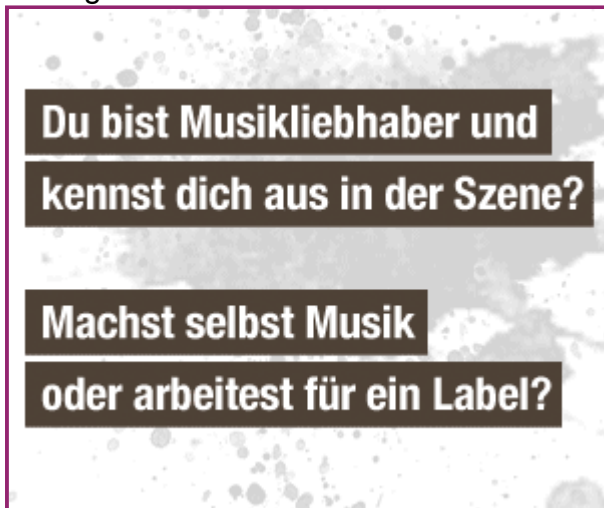 Du bist Musikliebhaber und
kennst dich aus in der Szene?
Machst selbst Musik
oder arbeitest für ein Label?